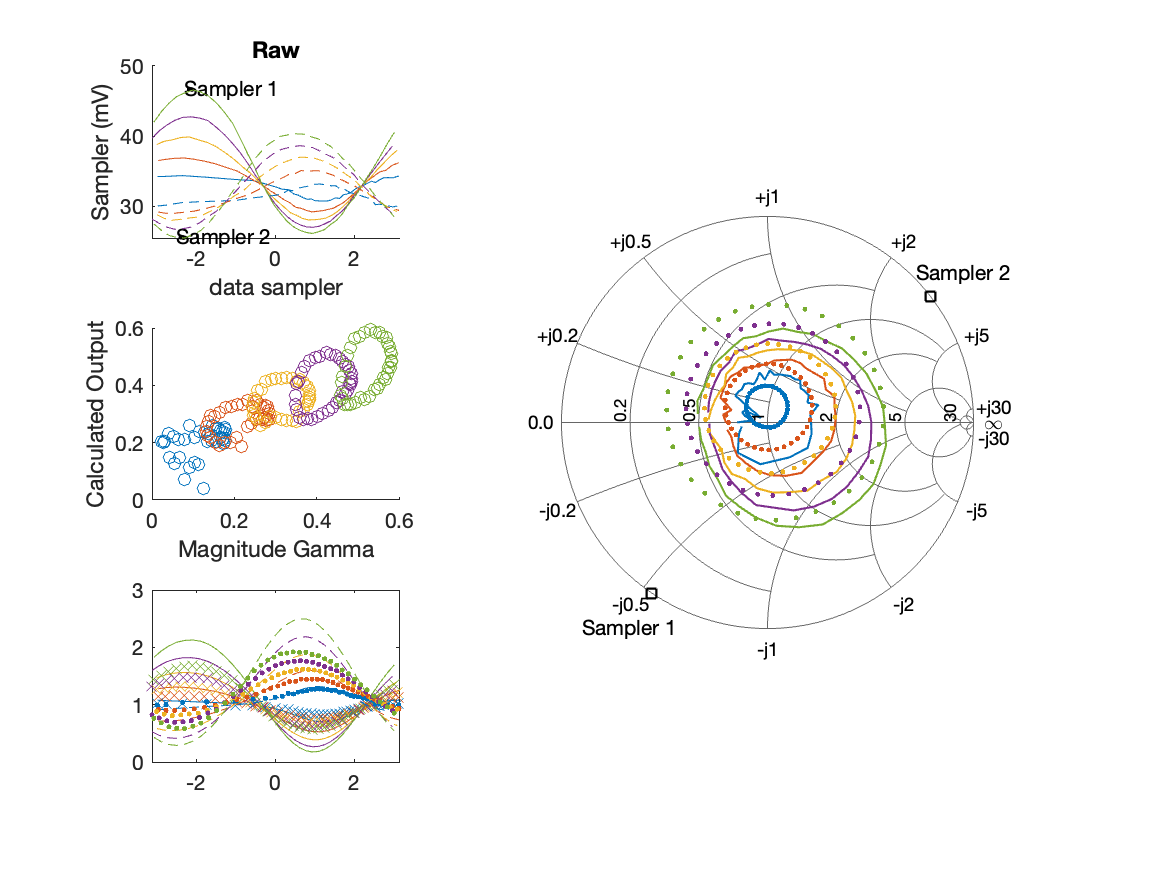 Raw
50
40
30
Sampler (mV)
Sampler 1
Sampler 2
-2 0 2
data sampler
0.6
0.4
0.2
0
Calculated Output
0 0.2 0.4 0.6
Magnitude Gamma
3
2
1
0
-2 0 2
+j1
+j0.5 +j2
Sampler 2
+j0.2 +j5
0.0 0.2 0.5 1 2 5 30 +j30
∞
-j30
-j0.2 -j5
-j0.5 -j2
Sampler 1
-j1